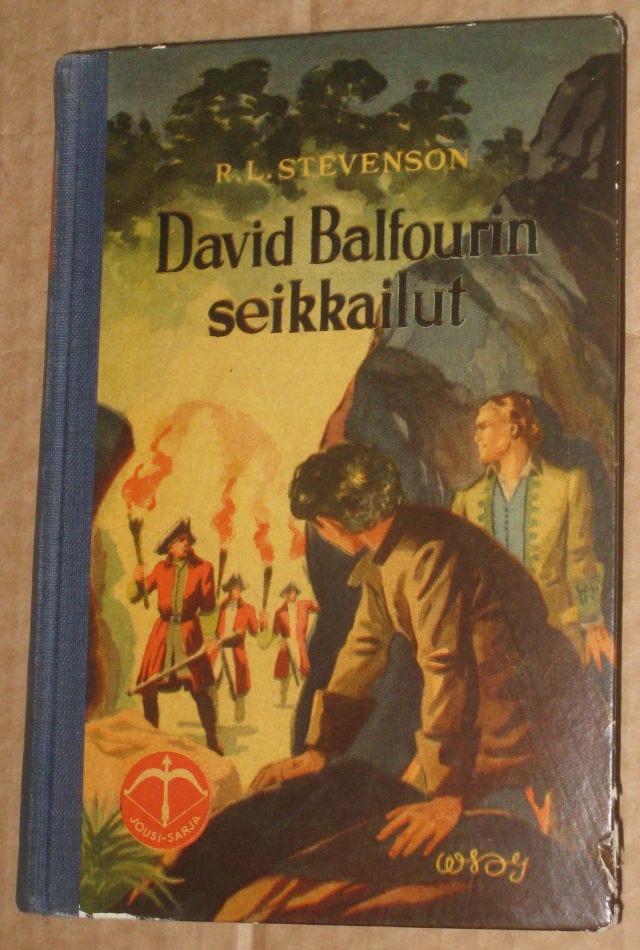 R. L. STEVENSON
David Balfourin
seikkailut
JOUSI-SARJA